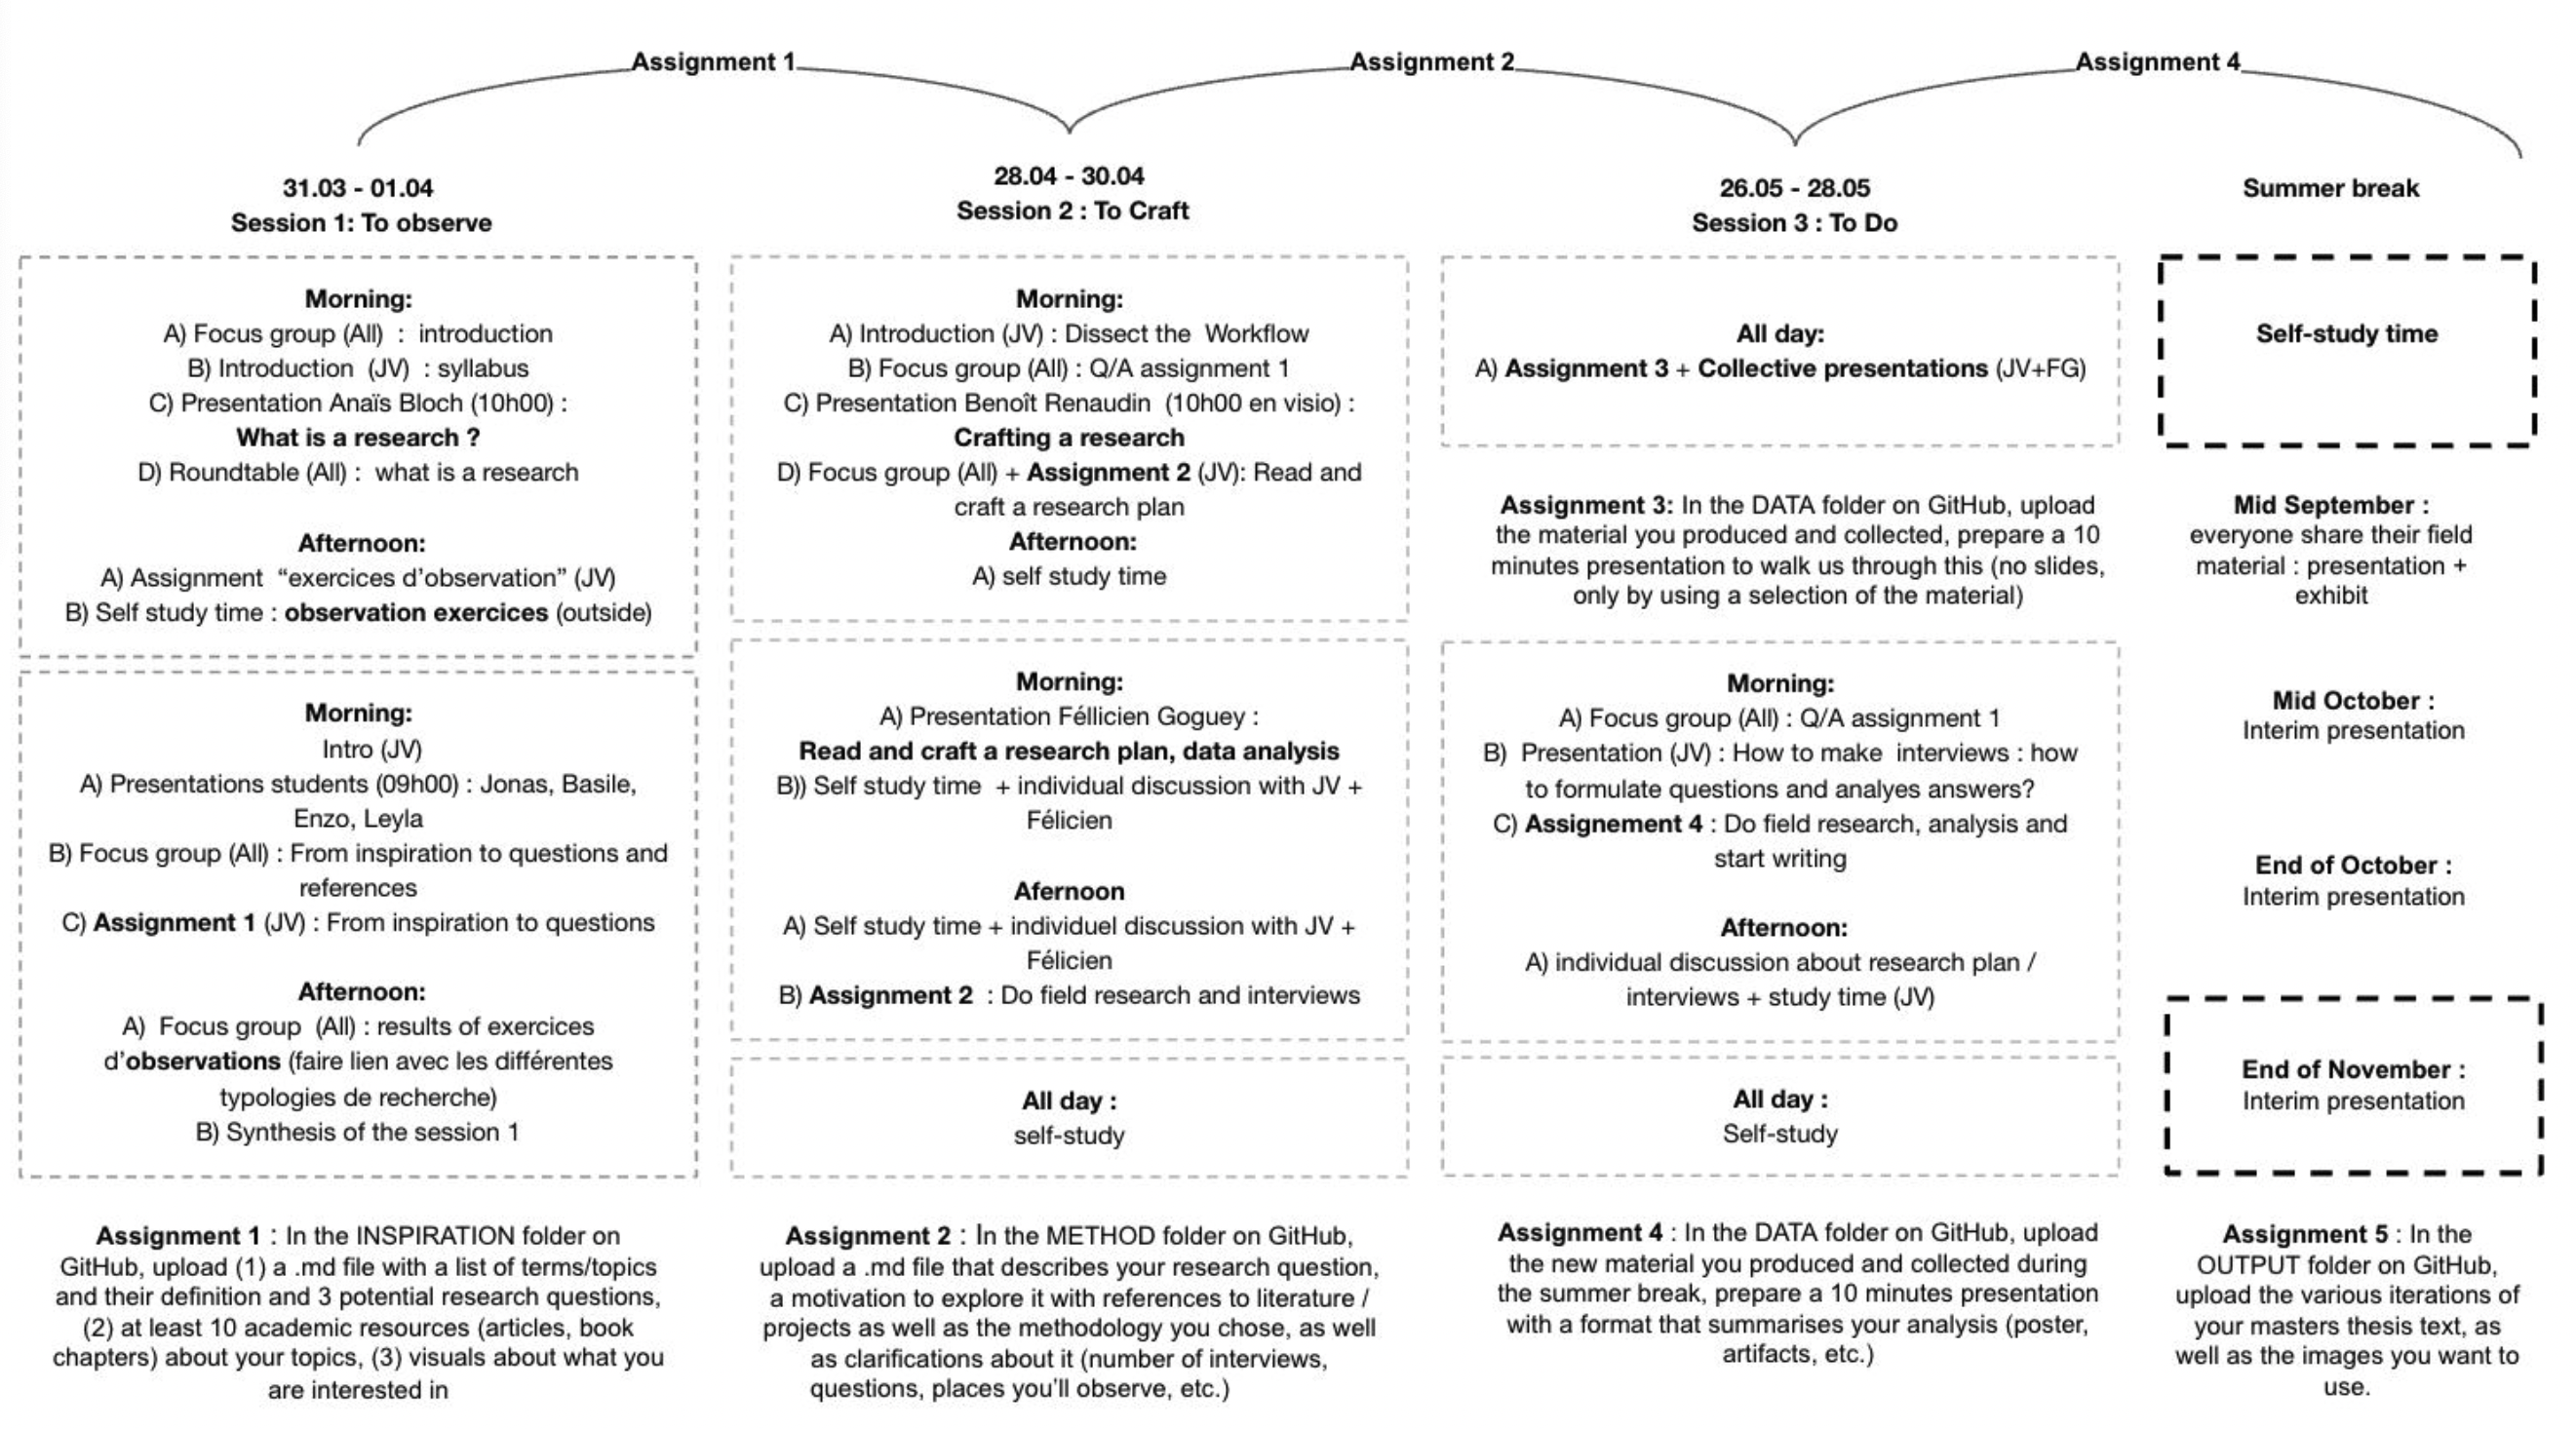 Assignment 1
Assignment 2
Assignment 4
31.03 - 01.04
Session 1: To observe
Morning:
A) Focus group (All) : introduction
B) Introduction (JV) : syllabus
C) Presentation Anaïs Bloch (10h00) :
What is a research ?
D) Roundtable (All) : what is a research
Afternoon:
A) Assignment “exercices d’observation” (JV)
B) Self study time : observation exercices (outside)
Morning:
Intro (JV)
A) Presentations students (09h00) : Jonas, Basile,
Enzo, Leyla
B) Focus group (All) : From inspiration to questions and
references
C) Assignment 1 (JV) : From inspiration to questions
Afternoon:
A) Focus group (All) : results of exercices
d’observations (faire lien avec les différentes
typologies de recherche)
B) Synthesis of the session 1
Assignment 1 : In the INSPIRATION folder on
GitHub, upload (1) a .md file with a list of terms/topics
and their definition and 3 potential research questions,
(2) at least 10 academic resources (articles, book
chapters) about your topics, (3) visuals about what you
are interested in
28.04 - 30.04
Session 2 : To Craft
Morning:
A) Introduction (JV) : Dissect the Workflow
B) Focus group (All) : Q/A assignment 1
C) Presentation Benoît Renaudin (10h00 en visio) :
Crafting a research
D) Focus group (All) + Assignment 2 (JV): Read and
craft a research plan
Afternoon:
A) self study time
Morning:
A) Presentation Féllicien Goguey :
Read and craft a research plan, data analysis
B)) Self study time + individual discussion with JV +
Félicien
Afernoon
A) Self study time + individuel discussion with JV +
Félicien
B) Assignment 2 : Do field research and interviews
All day :
self-study
Assignment 2 : In the METHOD folder on GitHub,
upload a .md file that describes your research question,
a motivation to explore it with references to literature /
projects as well as the methodology you chose, as well
as clarifications about it (number of interviews,
questions, places you’ll observe, etc.)
26.05 - 28.05
Session 3 : To Do
All day:
A) Assignment 3 + Collective presentations (JV+FG)
Assignment 3: In the DATA folder on GitHub, upload
the material you produced and collected, prepare a 10
minutes presentation to walk us through this (no slides,
only by using a selection of the material)
Morning:
A) Focus group (All) : Q/A assignment 1
B) Presentation (JV) : How to make interviews : how
to formulate questions and analyes answers?
C) Assignement 4 : Do field research, analysis and
start writing
Afternoon:
A) individual discussion about research plan /
interviews + study time (JV)
All day :
Self-study
Assignment 4 : In the DATA folder on GitHub, upload
the new material you produced and collected during
the summer break, prepare a 10 minutes presentation
with a format that summarises your analysis (poster,
artifacts, etc.)
Summer break
Self-study time
Mid September :
everyone share their field
material : presentation +
exhibit
Mid October :
Interim presentation
End of October :
Interim presentation
End of November :
Interim presentation
Assignment 5 : In the
OUTPUT folder on GitHub,
upload the various iterations of
your masters thesis text, as
well as the images you want to
use.